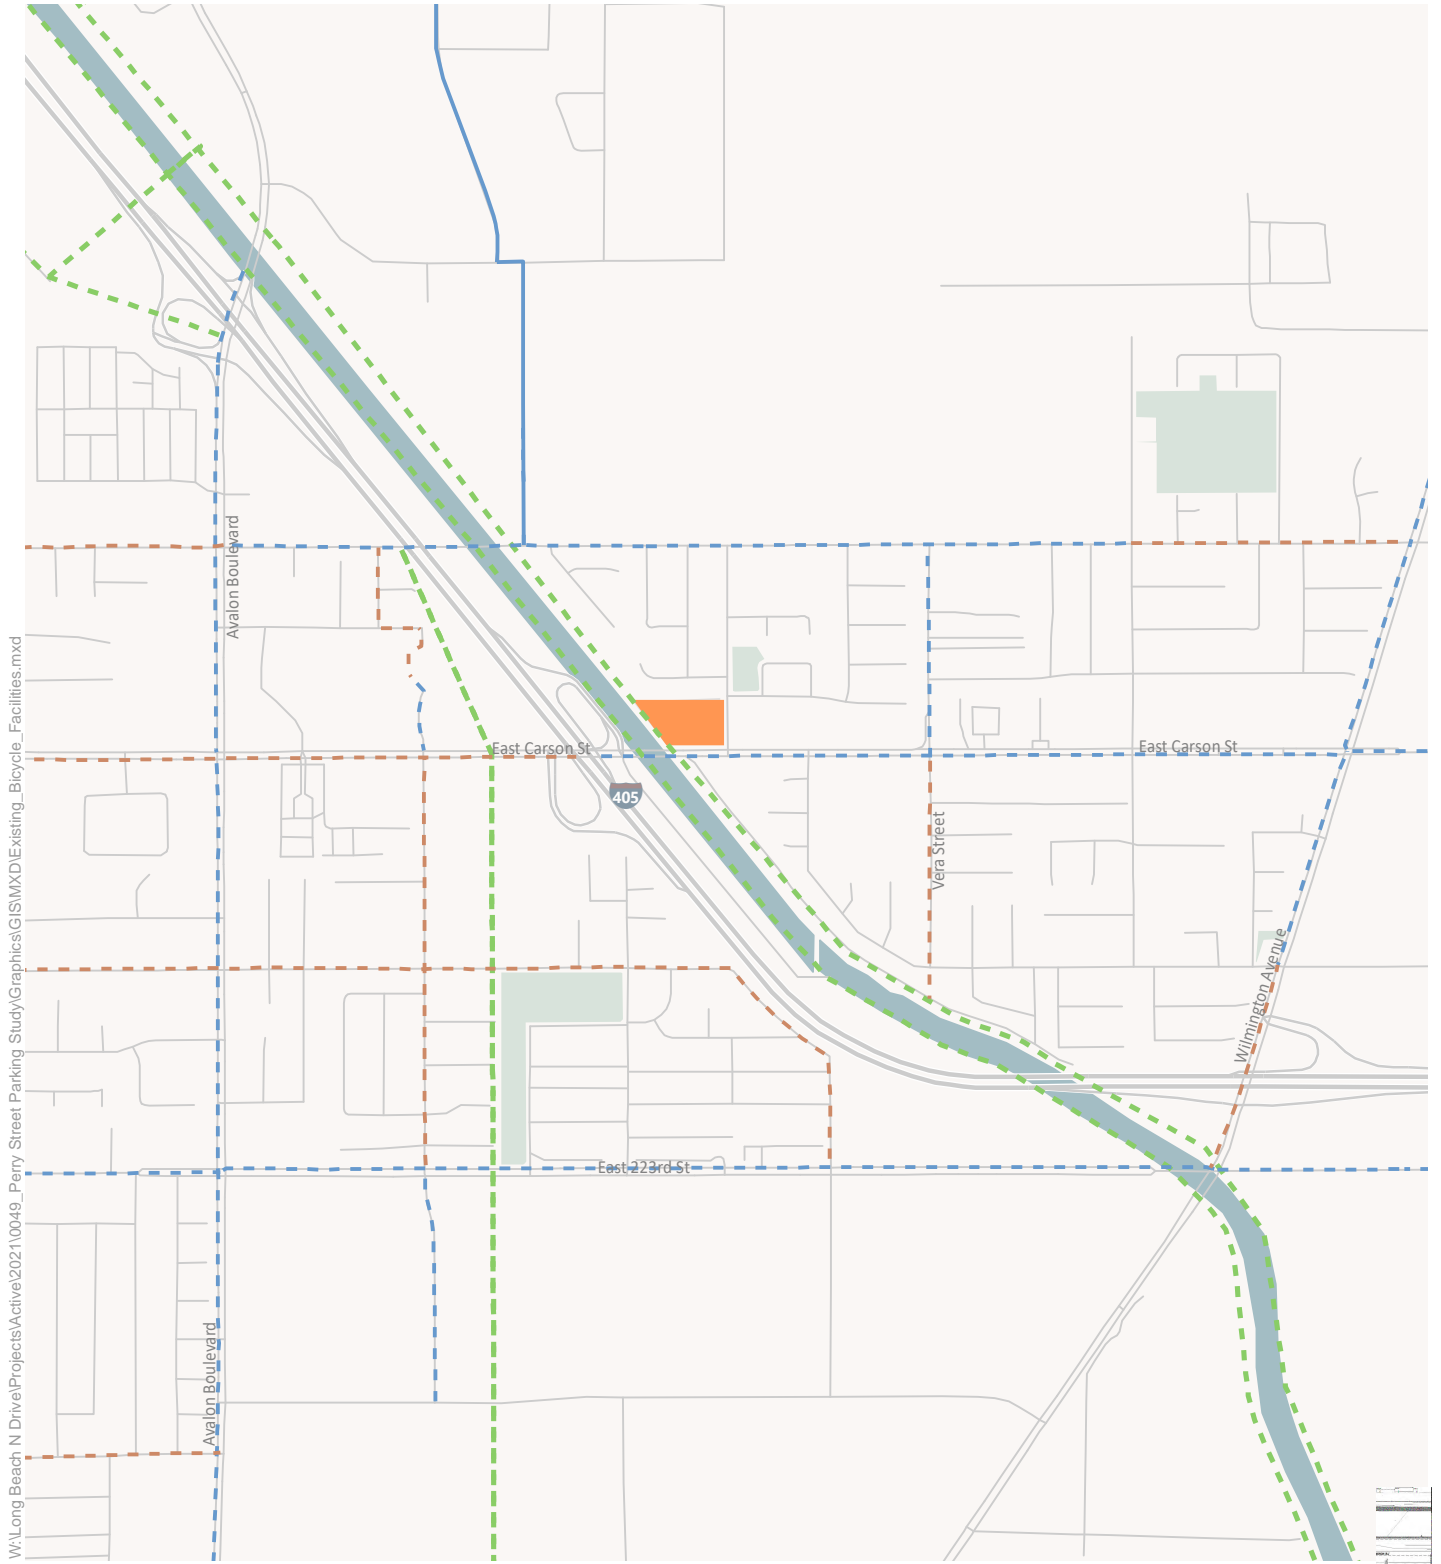 Avalon Boulevard
East Carson St
East Carson St
405
Vera Street
Wilmington Avenue
East 223rd St
Avalon Boulevard
W:\Long Beach N Drive\Projects\Active\2021\0049_Perry Street Parking Study\Graphics\GIS\MXD\Existing_Bicycle_Facilities.mxd